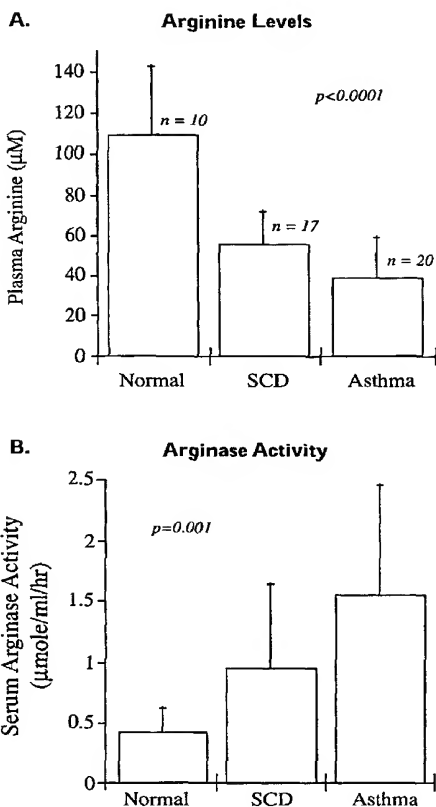 A.
Arginine Levels
Plasma Arginine (µM)
140
120
100
80
60
40
20
0
p<0.0001
n = 10
n = 17
n = 20
Normal SCD Asthma
B.
Arginase Activity
Serum Arginase Activity
(µmole/ml/hr)
2.5
2
1.5
1
0.5
0
p=0.001
Normal SCD Asthma